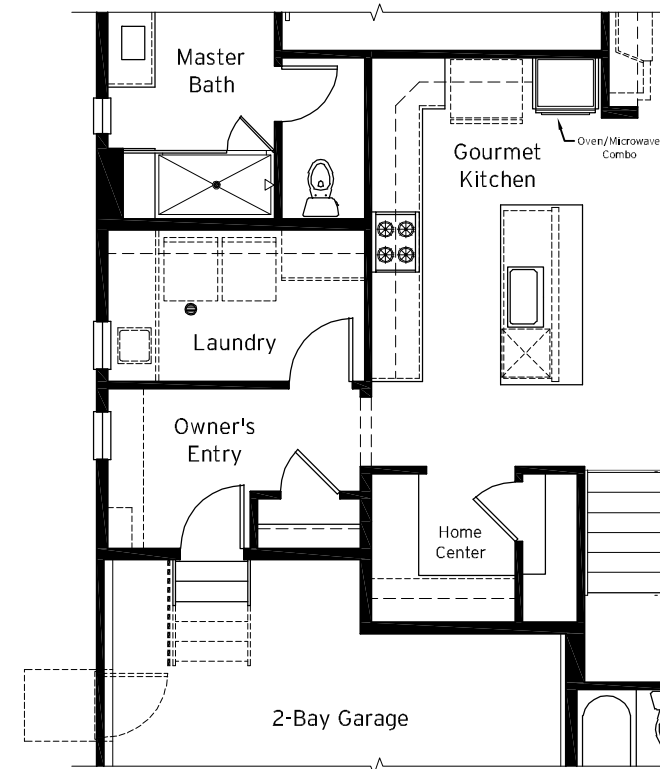 Master
Bath
Oven/Microwave
Combo
Gourmet
Kitchen
Laundry
Owner's
Entry
Home
Center
2-Bay Garage